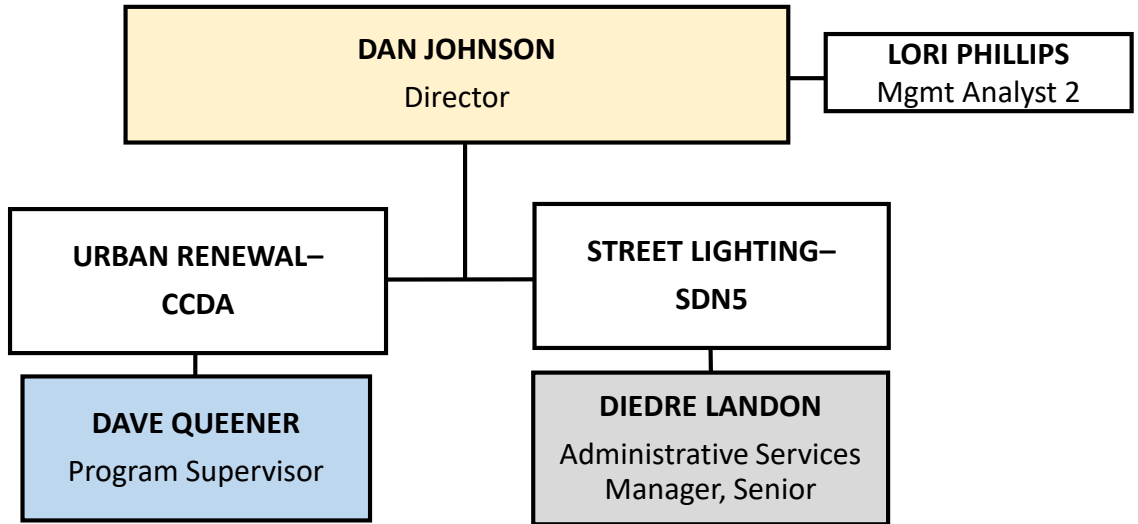 DAN JOHNSON
Director
LORI PHILLIPS
Mgmt Analyst 2
URBAN RENEWAL–
CCDA
STREET LIGHTING–
SDN5
DAVE QUEENER
Program Supervisor
DIEDRE LANDON
Administrative Services
Manager, Senior